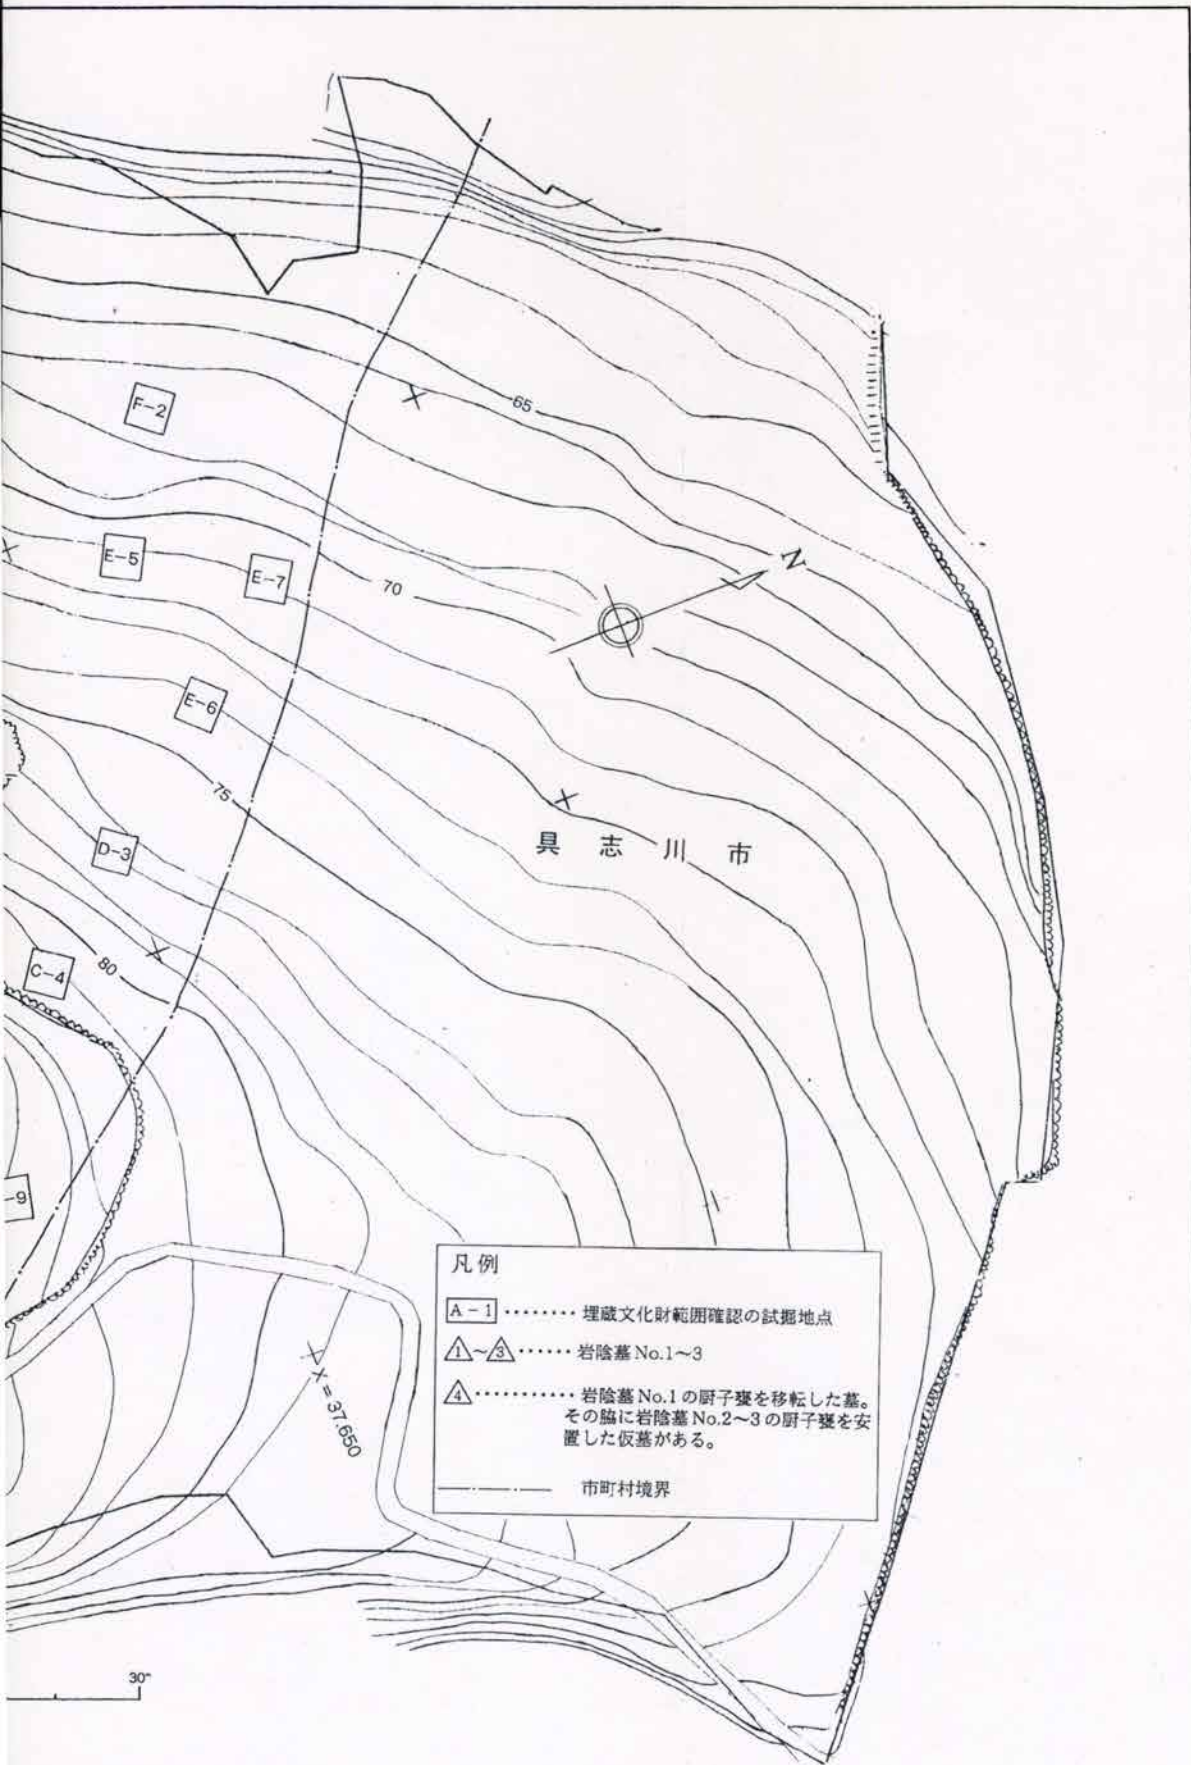 F-2
65
E-5
E-7
70
N
E-6
75
具志川市
D-3
80
C-4
-9
凡例
A-1 ········ 埋蔵文化財範囲確認の試掘地点
1～3 ······ 岩陰墓No.1～3
4 ··········· 岩陰墓No.1の厨子甕を移転した墓。
その脇に岩陰墓No.2～3の厨子甕を安
置した仮墓がある。
市町村境界
X=37.650
30m